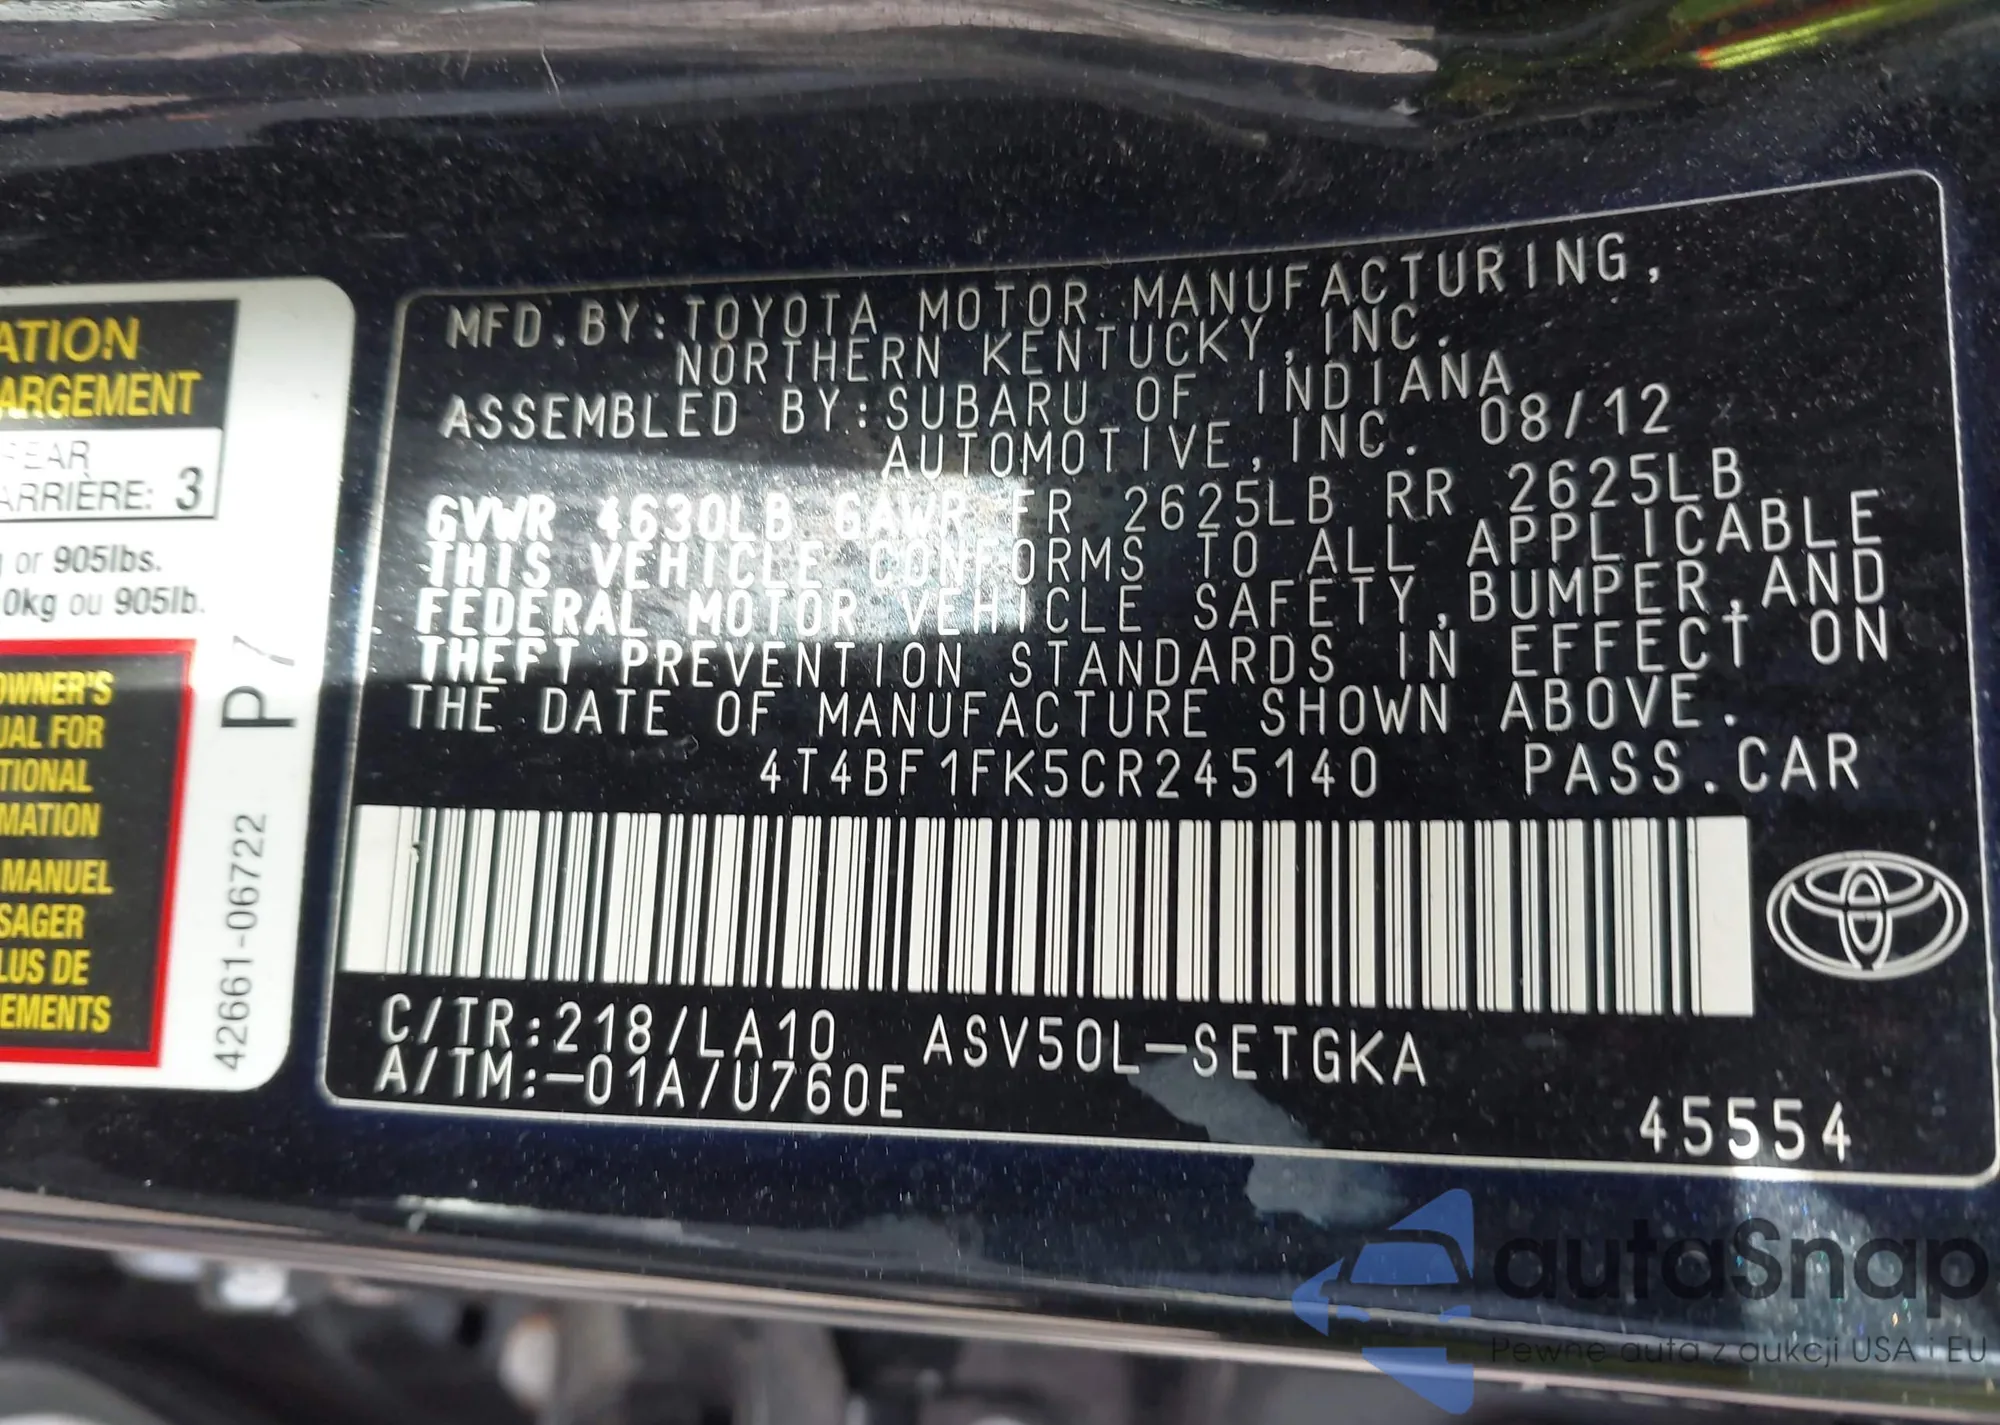 ATION
ARGEMENT
REAR
ARRIÈRE: 3
or 905lbs.
0kg ou 905lb.
OWNER'S
UAL FOR
TIONAL
MATION
MANUEL
SAGER
LUS DE
EMENTS
P7
42661-06722
MFD.BY:TOYOTA MOTOR MANUFACTURING,
NORTHERN KENTUCKY,INC.
ASSEMBLED BY:SUBARU OF INDIANA
AUTOMOTIVE,INC. 08/12
GVWR 4630LB GAWR FR 2625LB RR 2625LB
THIS VEHICLE CONFORMS TO ALL APPLICABLE
FEDERAL MOTOR VEHICLE SAFETY,BUMPER,AND
THEFT PREVENTION STANDARDS IN EFFECT ON
THE DATE OF MANUFACTURE SHOWN ABOVE.
4T4BF1FK5CR245140 PASS.CAR
C/TR:218/LA10 ASV50L-SETGKA
A/TM:-01A/U760E
45554
autaSnap
Pewne auta z aukcji USA i EU